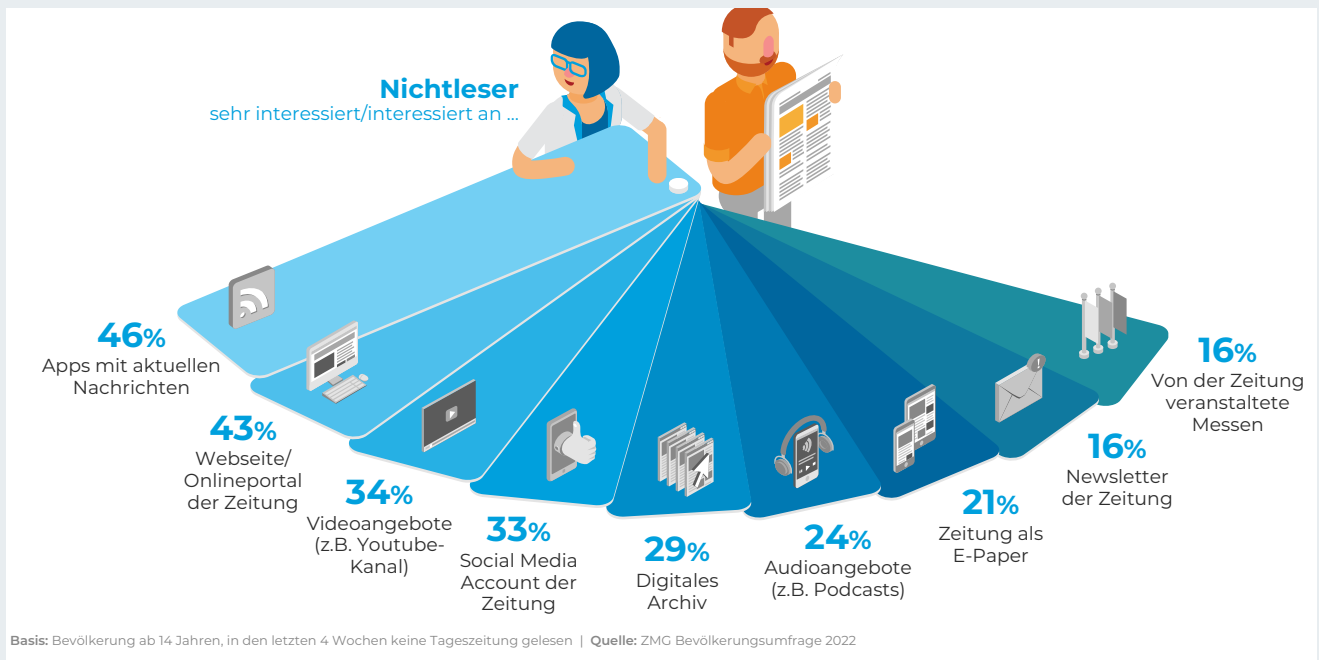 Nichtleser
sehr interessiert/interessiert an ...
46%
Apps mit aktuellen
Nachrichten
43%
Webseite/
Onlineportal
der Zeitung
34%
Videoangebote
(z.B. Youtube-
Kanal)
33%
Social Media
Account der
Zeitung
29%
Digitales
Archiv
24%
Audioangebote
(z.B. Podcasts)
21%
Zeitung als
E-Paper
16%
Newsletter
der Zeitung
16%
Von der Zeitung
veranstaltete
Messen
Basis: Bevölkerung ab 14 Jahren, in den letzten 4 Wochen keine Tageszeitung gelesen | Quelle: ZMG Bevölkerungsumfrage 2022